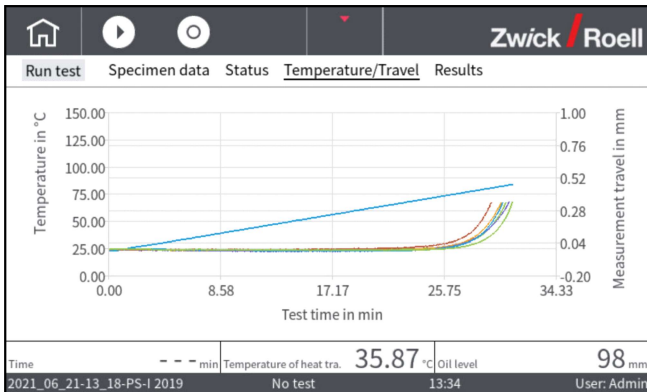 Zwick Roell
Run test Specimen data Status Temperature/Travel Results
Temperature in °C
150.00
125.00
100.00
75.00
50.00
25.00
0.00
1.00
0.76
0.52
0.28
0.04
-0.20
Measurement travel in mm
0.00 8.58 17.17 25.75 34.33
Test time in min
Time - - - min Temperature of heat tra. 35.87 °C Oil level 98 mm
2021_06_21-13_18-PS-I 2019 No test 13:34 User: Admin